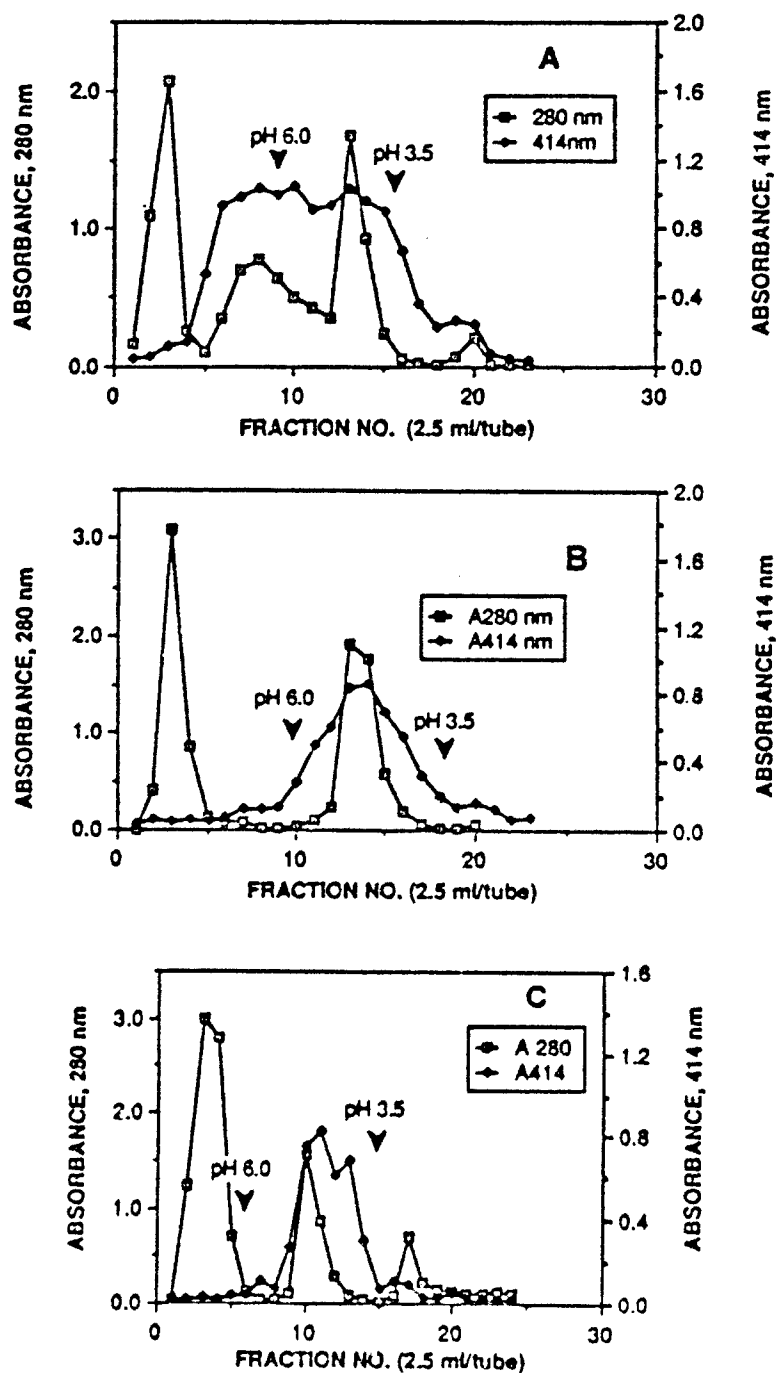 A
280 nm
414nm
pH 6.0
pH 3.5
ABSORBANCE, 280 nm
2.0
1.0
0.0
ABSORBANCE, 414 nm
2.0
1.6
1.2
0.8
0.4
0.0
0 10 20 30
FRACTION NO. (2.5 ml/tube)
B
A280 nm
A414 nm
pH 6.0
pH 3.5
ABSORBANCE, 280 nm
3.0
2.0
1.0
0.0
ABSORBANCE, 414 nm
2.0
1.6
1.2
0.8
0.4
0.0
0 10 20 30
FRACTION NO. (2.5 ml/tube)
C
A 280
A414
pH 3.5
pH 6.0
ABSORBANCE, 280 nm
3.0
2.0
1.0
0.0
ABSORBANCE, 414 nm
1.6
1.2
0.8
0.4
0.0
0 10 20 30
FRACTION NO. (2.5 ml/tube)